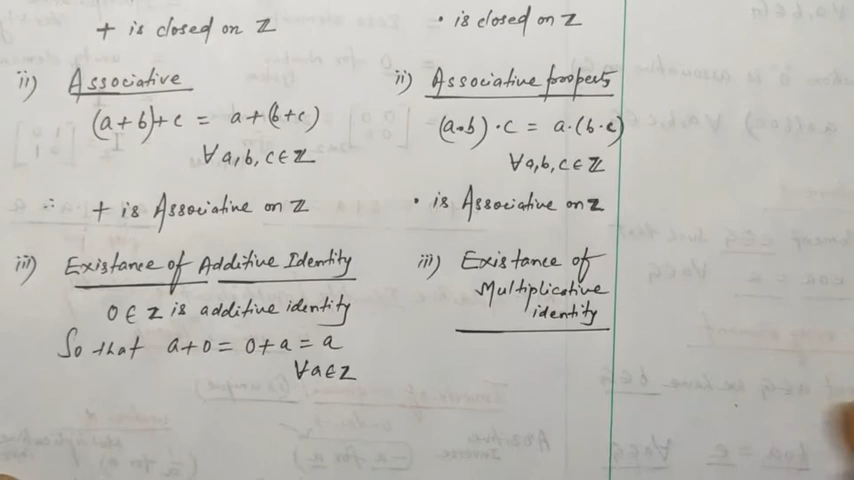 + is closed on ℤ
ii) Associative
(a+b)+c = a+(b+c)
∀a,b,c∈ℤ
∴ + is Associative on ℤ
iii) Existance of Additive Identity
0∈ℤ is additive identity
So that a+0 = 0+a = a
∀a∈ℤ
· is closed on ℤ
ii) Associative property
(a·b)·c = a·(b·c)
∀a,b,c∈ℤ
· is Associative on ℤ
iii) Existance of
Multiplicative
identity